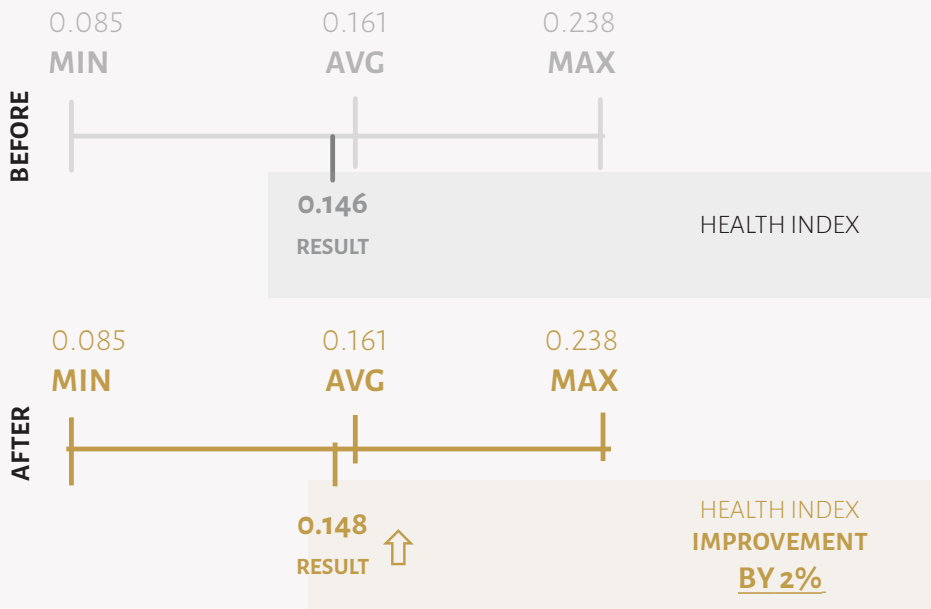 0.085 0.161 0.238
MIN AVG MAX
BEFORE
0.146
RESULT
HEALTH INDEX
0.085 0.161 0.238
MIN AVG MAX
AFTER
0.148
RESULT
HEALTH INDEX
IMPROVEMENT
BY 2%